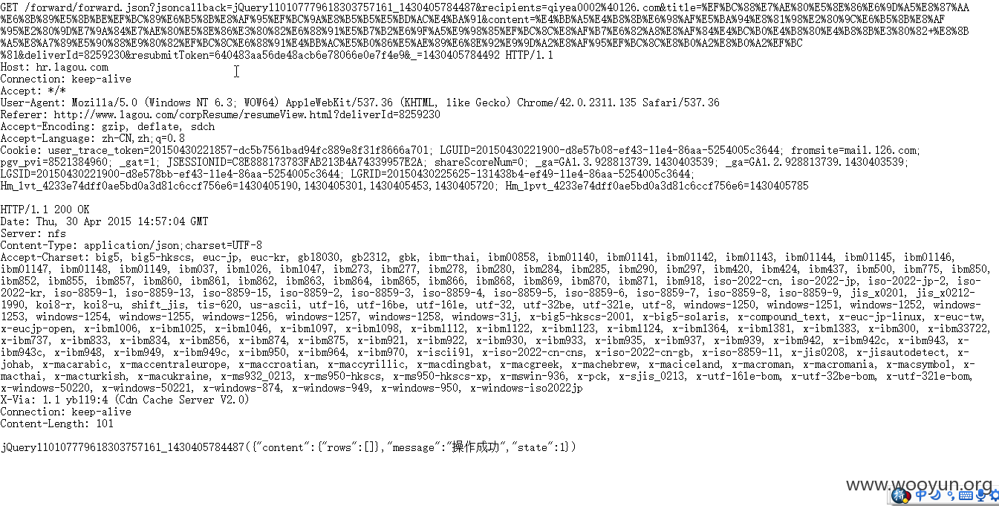 GET /forward/forward.json?jsoncallback=jQuery110107779618303757161_1430405784487&recipients=qiyea0002%40126.com&title=%EF%BC%88%E7%AE%80%E5%8E%86%E6%9D%A5%E8%87%AA
%E6%8B%89%E5%8B%BE%EF%BC%89%E6%B5%8B%E8%AF%95%EF%BC%9A%E8%B5%B5%E5%BD%AC%E4%BA%91&content=%E4%BB%A5%E4%B8%8B%E6%98%AF%E5%BA%94%E8%81%98%E2%80%9C%E6%B5%8B%E8%AF
%95%E2%80%9D%E7%9A%84%E7%AE%80%E5%8E%86%E3%80%82%E6%88%91%E5%B7%B2%E6%9F%A5%E9%98%85%EF%BC%8C%E8%AF%B7%E6%82%A8%E8%AF%84%E4%BC%B0%E4%B8%80%E4%B8%8B%E3%80%82+%E8%8B
%A5%E8%A7%89%E5%90%88%E9%80%82%EF%BC%8C%E6%88%91%E4%BB%AC%E5%B0%86%E5%AE%89%E6%8E%92%E9%9D%A2%E8%AF%95%EF%BC%8C%E8%B0%A2%E8%B0%A2%EF%BC
%81&deliverId=8259230&resubmitToken=640483aa56de48acb6e78066e0e7f4e9&_=1430405784492 HTTP/1.1
Host: hr.lagou.com
Connection: keep-alive
Accept: */*
User-Agent: Mozilla/5.0 (Windows NT 6.3; WOW64) AppleWebKit/537.36 (KHTML, like Gecko) Chrome/42.0.2311.135 Safari/537.36
Referer: http://www.lagou.com/corpResume/resumeView.html?deliverId=8259230
Accept-Encoding: gzip, deflate, sdch
Accept-Language: zh-CN,zh;q=0.8
Cookie: user_trace_token=20150430221857-dc5b7561bad94fc889e8f31f8666a701; LGUID=20150430221900-d8e57b08-ef43-11e4-86aa-5254005c3644; fromsite=mail.126.com;
pgv_pvi=8521384960; _gat=1; JSESSIONID=C8E888173783FAB213B4A74339957E2A; shareScoreNum=0; _ga=GA1.3.928813739.1430403539; _ga=GA1.2.928813739.1430403539;
LGSID=20150430221900-d8e578bb-ef43-11e4-86aa-5254005c3644; LGRID=20150430225625-131438b4-ef49-11e4-86aa-5254005c3644;
Hm_lvt_4233e74dff0ae5bd0a3d81c6ccf756e6=1430405190,1430405301,1430405453,1430405720; Hm_lpvt_4233e74dff0ae5bd0a3d81c6ccf756e6=1430405785
HTTP/1.1 200 OK
Date: Thu, 30 Apr 2015 14:57:04 GMT
Server: nfs
Content-Type: application/json;charset=UTF-8
Accept-Charset: big5, big5-hkscs, euc-jp, euc-kr, gb18030, gb2312, gbk, ibm-thai, ibm00858, ibm01140, ibm01141, ibm01142, ibm01143, ibm01144, ibm01145, ibm01146,
ibm01147, ibm01148, ibm01149, ibm037, ibm1026, ibm1047, ibm273, ibm277, ibm278, ibm280, ibm284, ibm285, ibm290, ibm297, ibm420, ibm424, ibm437, ibm500, ibm775, ibm850,
ibm852, ibm855, ibm857, ibm860, ibm861, ibm862, ibm863, ibm864, ibm865, ibm866, ibm868, ibm869, ibm870, ibm871, ibm918, iso-2022-cn, iso-2022-jp, iso-2022-jp-2, iso-
2022-kr, iso-8859-1, iso-8859-13, iso-8859-15, iso-8859-2, iso-8859-3, iso-8859-4, iso-8859-5, iso-8859-6, iso-8859-7, iso-8859-8, iso-8859-9, jis_x0201, jis_x0212-
1990, koi8-r, koi8-u, shift_jis, tis-620, us-ascii, utf-16, utf-16be, utf-16le, utf-32, utf-32be, utf-32le, utf-8, windows-1250, windows-1251, windows-1252, windows-
1253, windows-1254, windows-1255, windows-1256, windows-1257, windows-1258, windows-31j, x-big5-hkscs-2001, x-big5-solaris, x-compound_text, x-euc-jp-linux, x-euc-tw,
x-eucjp-open, x-ibm1006, x-ibm1025, x-ibm1046, x-ibm1097, x-ibm1098, x-ibm1112, x-ibm1122, x-ibm1123, x-ibm1124, x-ibm1364, x-ibm1381, x-ibm1383, x-ibm300, x-ibm33722,
x-ibm737, x-ibm833, x-ibm834, x-ibm856, x-ibm874, x-ibm875, x-ibm921, x-ibm922, x-ibm930, x-ibm933, x-ibm935, x-ibm937, x-ibm939, x-ibm942, x-ibm942c, x-ibm943, x-
ibm943c, x-ibm948, x-ibm949, x-ibm949c, x-ibm950, x-ibm964, x-ibm970, x-iscii91, x-iso-2022-cn-cns, x-iso-2022-cn-gb, x-iso-8859-11, x-jis0208, x-jisautodetect, x-
johab, x-macarabic, x-maccentraleurope, x-maccroatian, x-maccyrillic, x-macdingbat, x-macgreek, x-machebrew, x-maciceland, x-macroman, x-macromania, x-macsymbol, x-
macthai, x-macturkish, x-macukraine, x-ms932_0213, x-ms950-hkscs, x-ms950-hkscs-xp, x-mswin-936, x-pck, x-sjis_0213, x-utf-16le-bom, x-utf-32be-bom, x-utf-32le-bom,
x-windows-50220, x-windows-50221, x-windows-874, x-windows-949, x-windows-950, x-windows-iso2022jp
X-Via: 1.1 yb119:4 (Cdn Cache Server V2.0)
Connection: keep-alive
Content-Length: 101
jQuery110107779618303757161_1430405784487({"content":{"rows":[]},"message":"操作成功","state":1})
www.wooyun.org
中